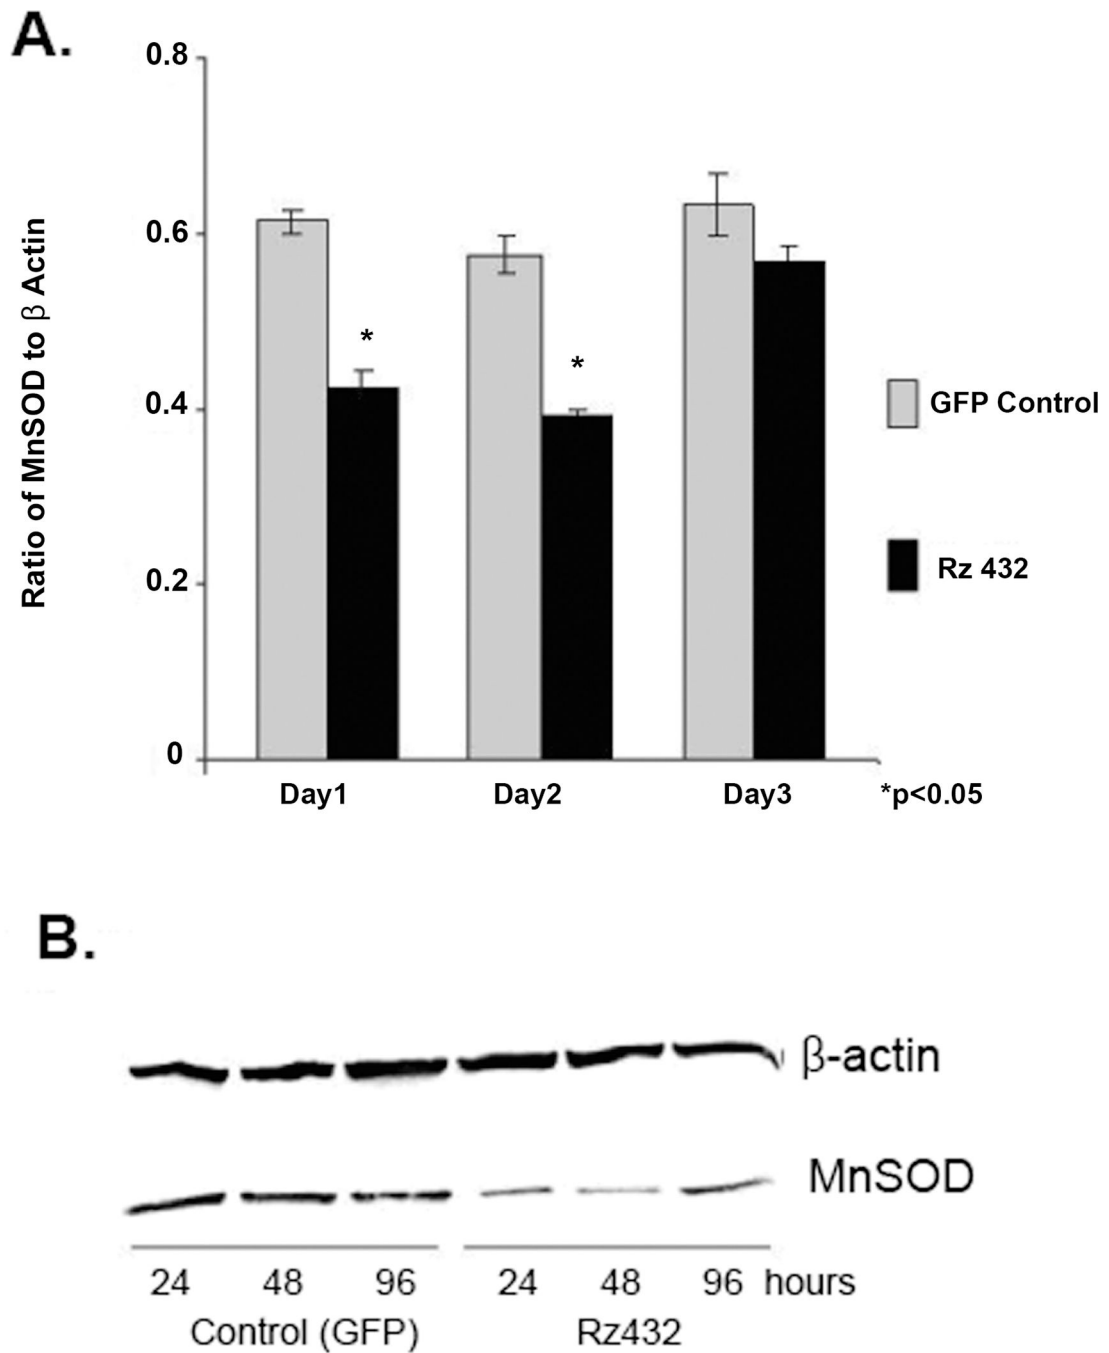 A.
0.8
0.6
0.4
0.2
0
Ratio of MnSOD to β Actin
*
*
GFP Control
Rz 432
Day1 Day2 Day3 *p<0.05
B.
β-actin
MnSOD
24 48 96 24 48 96 hours
Control (GFP) Rz432